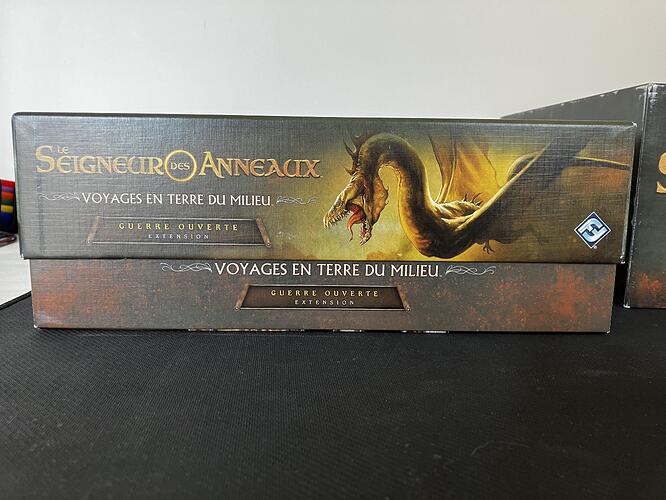 LE
SEIGNEUR DES ANNEAUX
VOYAGES EN TERRE DU MILIEU
GUERRE OUVERTE
EXTENSION
VOYAGES EN TERRE DU MILIEU
GUERRE OUVERTE
EXTENSION